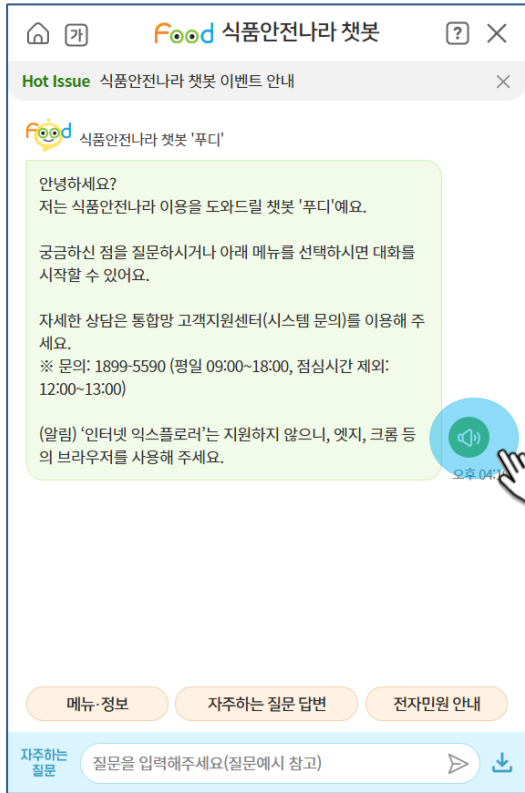 가 Food 식품안전나라 챗봇 ?
Hot Issue 식품안전나라 챗봇 이벤트 안내
Food 식품안전나라 챗봇 '푸디'
안녕하세요?
저는 식품안전나라 이용을 도와드릴 챗봇 '푸디'예요.
궁금하신 점을 질문하시거나 아래 메뉴를 선택하시면 대화를
시작할 수 있어요.
자세한 상담은 통합망 고객지원센터(시스템 문의)를 이용해 주
세요.
※ 문의: 1899-5590 (평일 09:00~18:00, 점심시간 제외:
12:00~13:00)
(알림) ‘인터넷 익스플로러’는 지원하지 않으니, 엣지, 크롬 등
의 브라우저를 사용해 주세요.
오후
메뉴·정보 자주하는 질문 답변 전자민원 안내
자주하는
질문
질문을 입력해주세요(질문예시 참고)